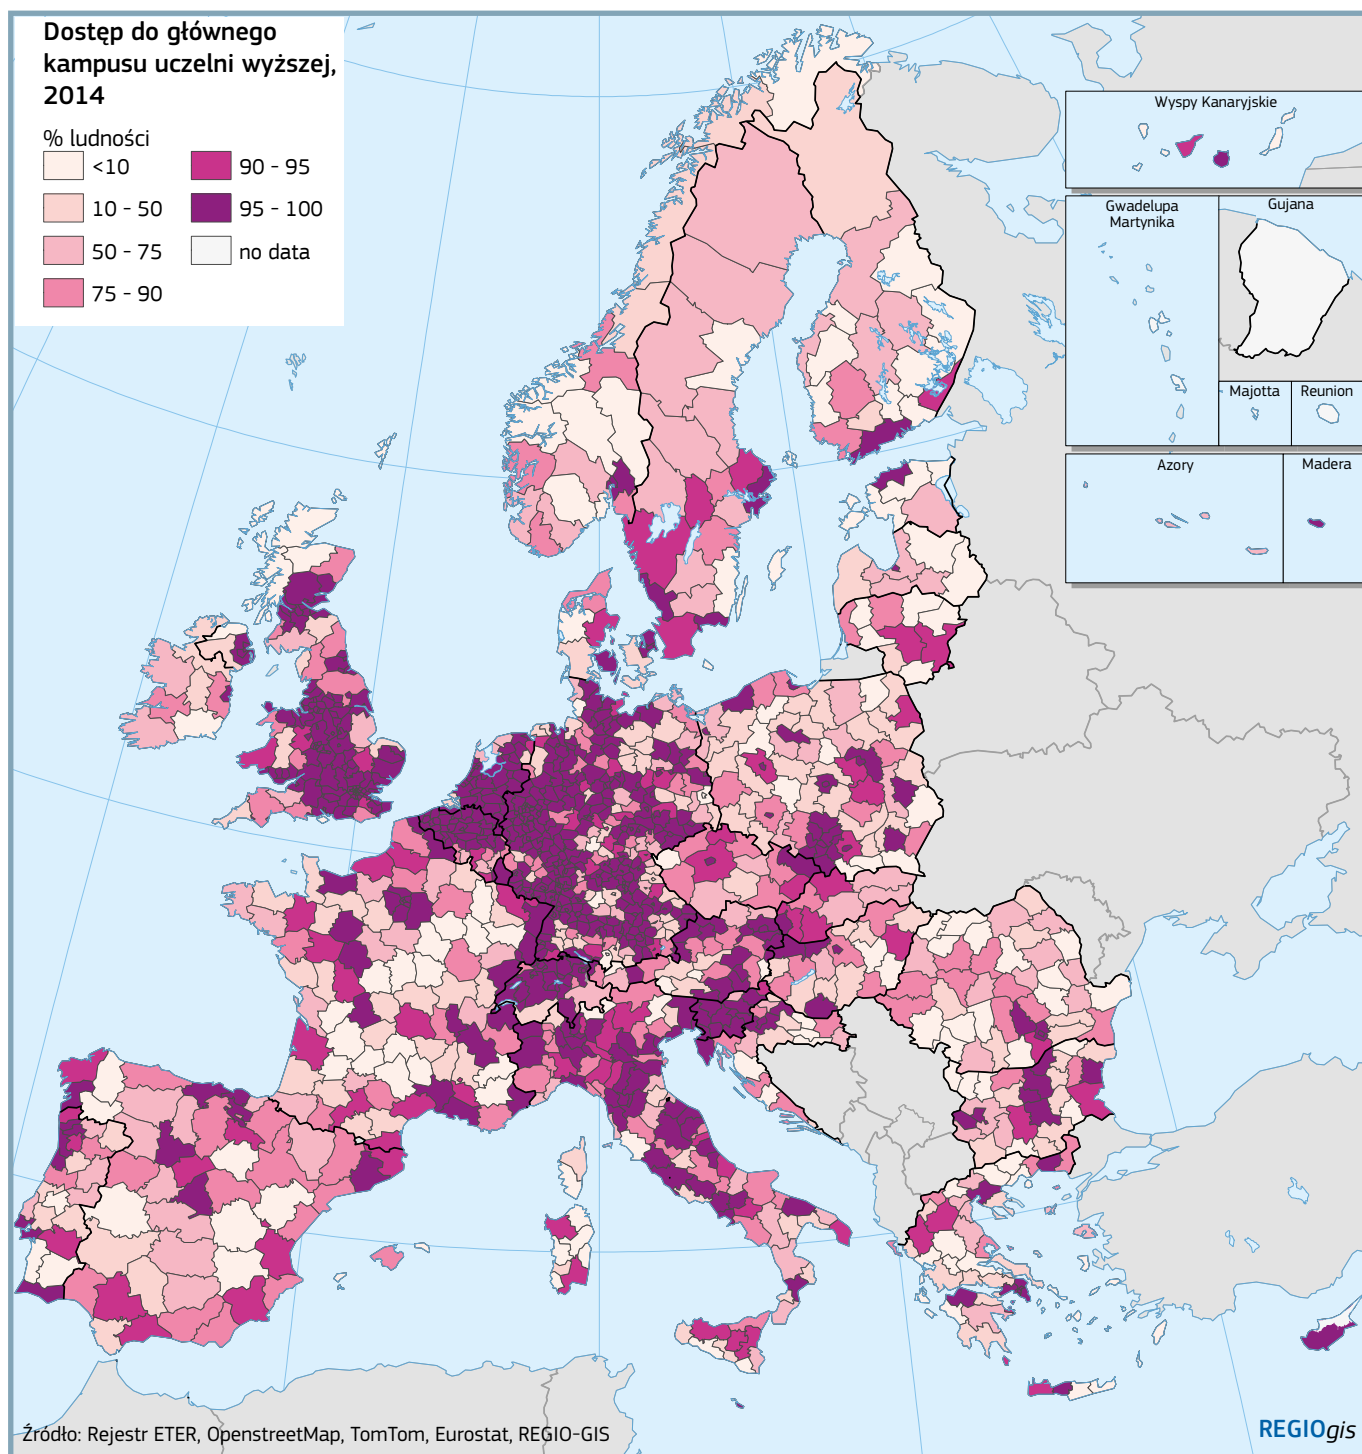 Dostęp do głównego
kampusu uczelni wyższej,
2014
% ludności
<10
10 - 50
50 - 75
75 - 90
90 - 95
95 - 100
no data
Wyspy Kanaryjskie
Gwadelupa
Martynika
Gujana
Majotta
Reunion
Azory
Madera
Źródło: Rejestr ETER, OpenstreetMap, TomTom, Eurostat, REGIO-GIS
REGIOgis